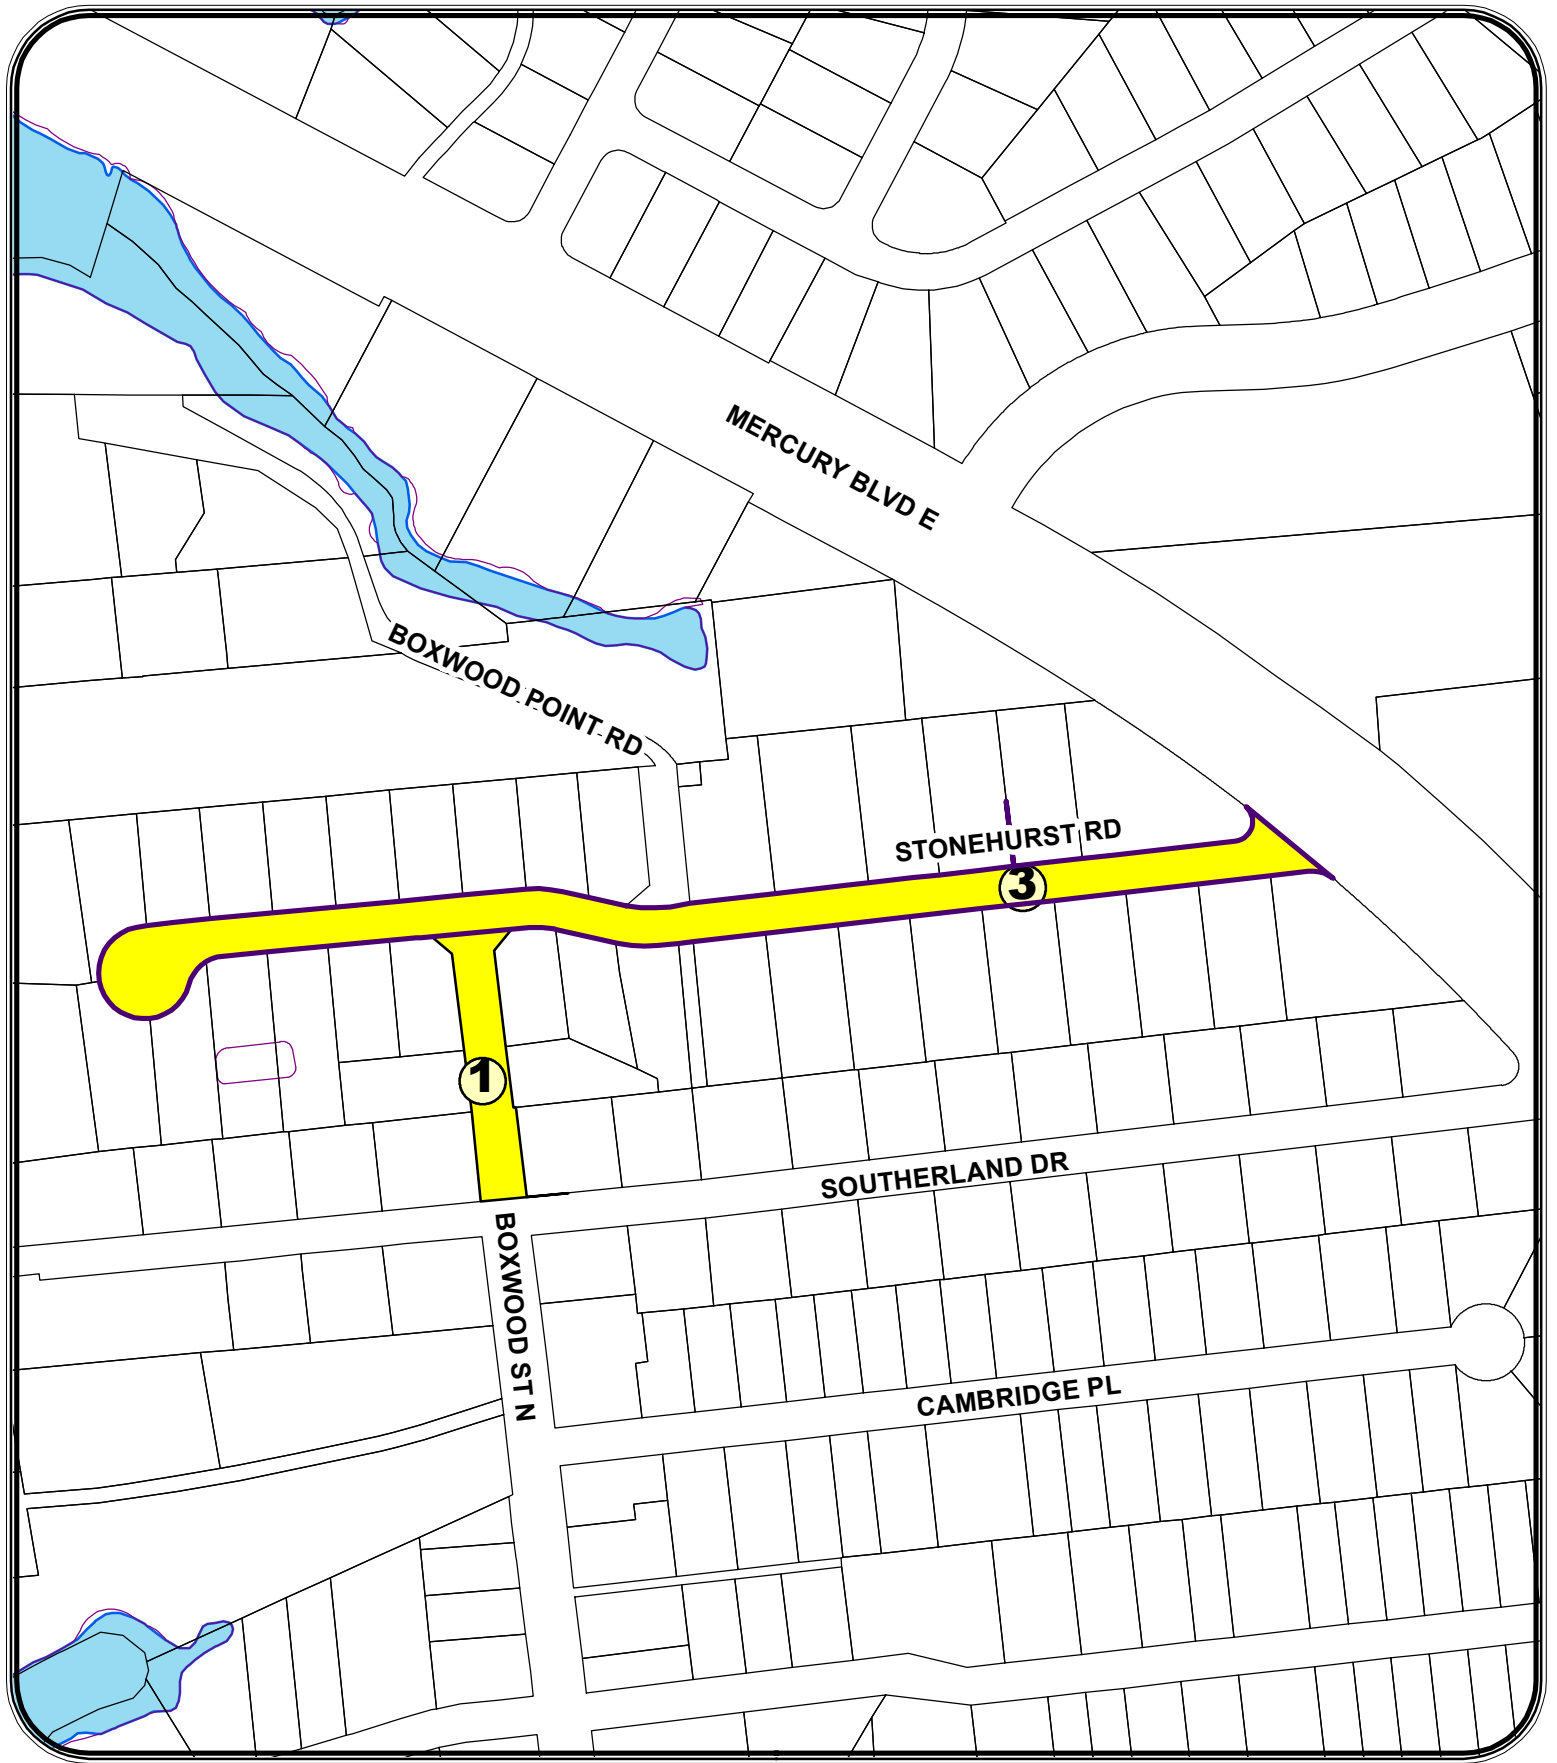 MERCURY BLVD E
BOXWOOD POINT RD
STONEHURST RD
3
1
SOUTHERLAND DR
BOXWOOD ST N
CAMBRIDGE PL